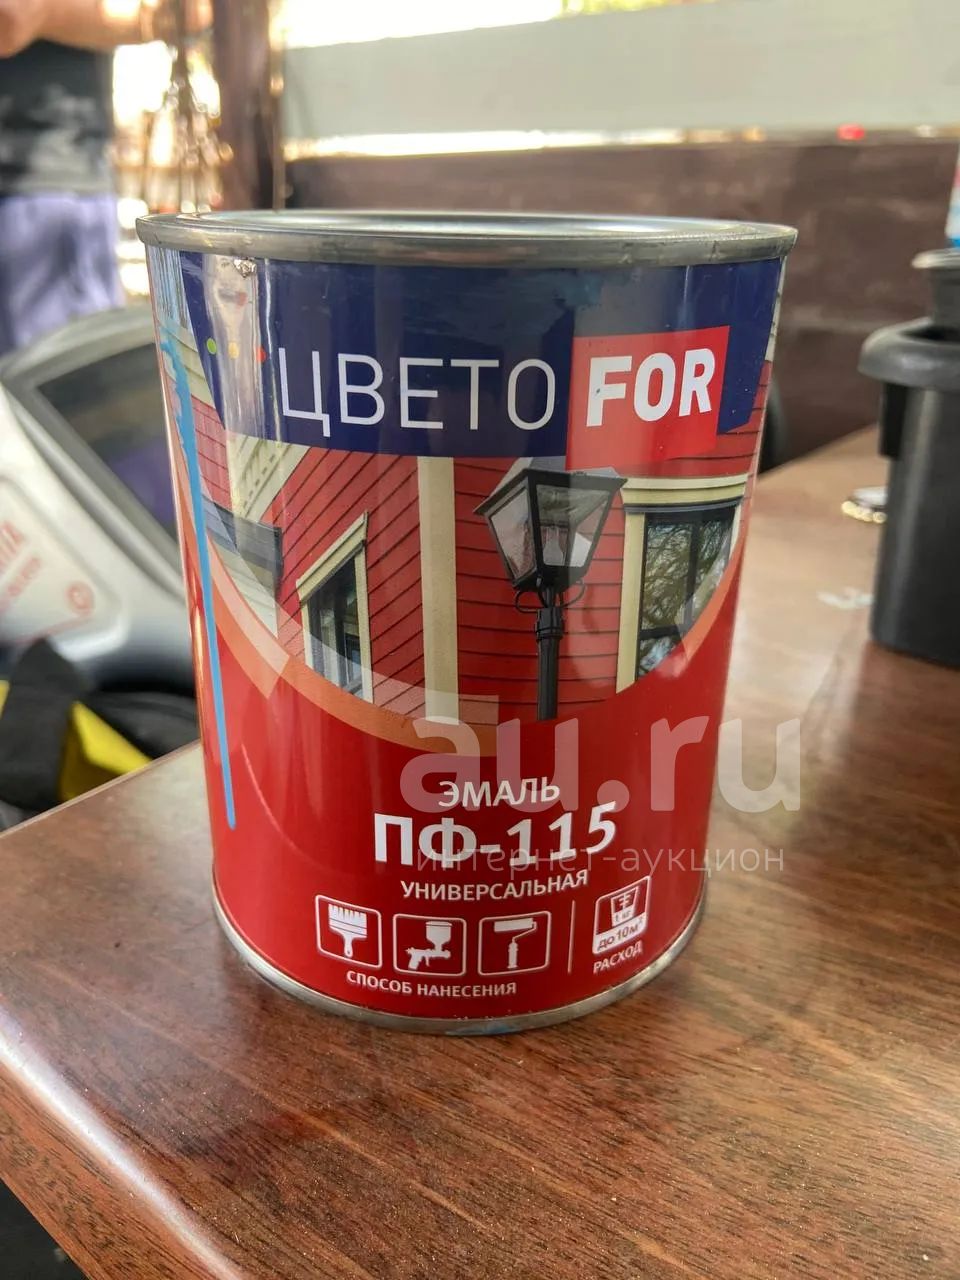 ЦВЕТО FOR
au.ru
ЭМАЛЬ
ПФ-115
интернет-аукцион
УНИВЕРСАЛЬНАЯ
1 кг
до 10м²
РАСХОД
СПОСОБ НАНЕСЕНИЯ